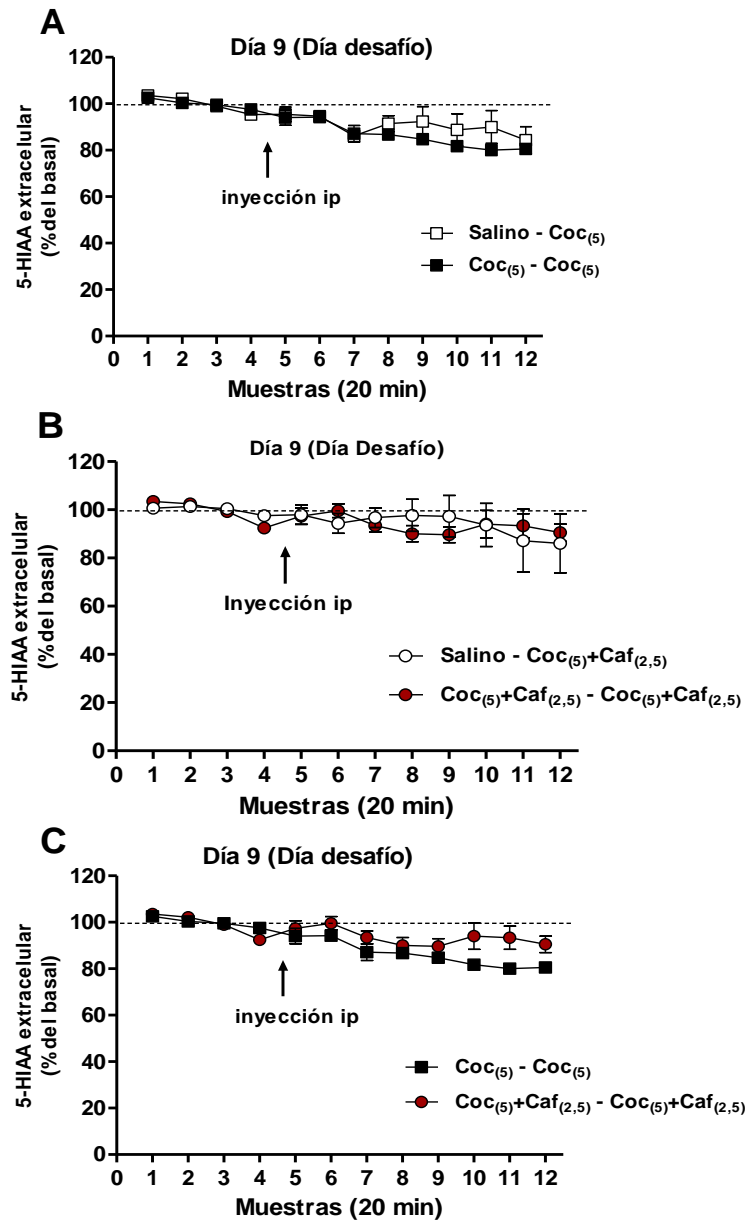 A
Día 9 (Día desafío)
5-HIAA extracelular
(% del basal)
120
100
80
60
40
20
0
inyección ip
Salino - Coc(5)
Coc(5) - Coc(5)
0 1 2 3 4 5 6 7 8 9 10 11 12
Muestras (20 min)
B
Día 9 (Día Desafío)
5-HIAA extracelular
(% del basal)
120
100
80
60
40
20
0
Inyección ip
Salino - Coc(5)+Caf(2,5)
Coc(5)+Caf(2,5) - Coc(5)+Caf(2,5)
0 1 2 3 4 5 6 7 8 9 10 11 12
Muestras (20 min)
C
Día 9 (Día desafío)
5-HIAA extracelular
(% del basal)
120
100
80
60
40
20
0
inyección ip
Coc(5) - Coc(5)
Coc(5)+Caf(2,5) - Coc(5)+Caf(2,5)
0 1 2 3 4 5 6 7 8 9 10 11 12
Muestras (20 min)